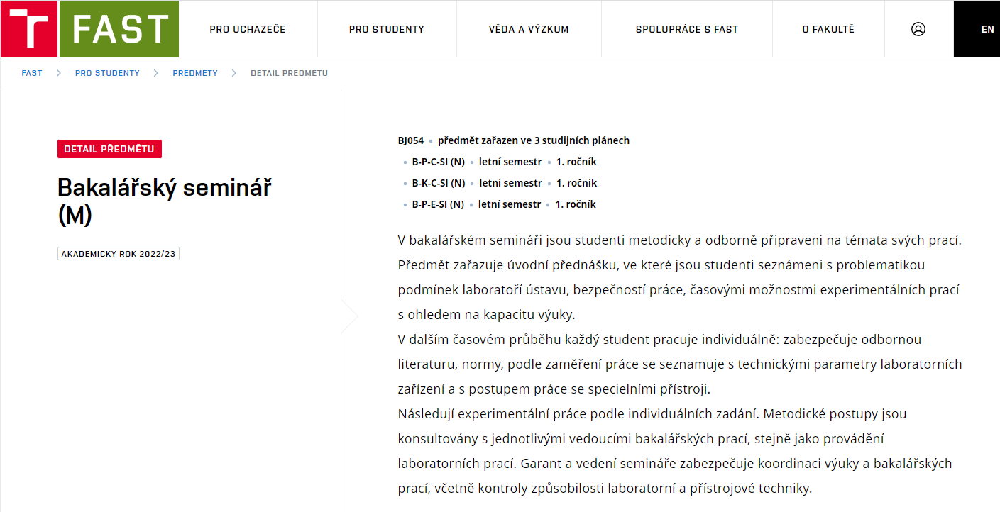 FAST
PRO UCHAZEČE
PRO STUDENTY
VĚDA A VÝZKUM
SPOLUPRÁCE S FAST
O FAKULTĚ
EN
FAST
PRO STUDENTY
PŘEDMĚTY
DETAIL PŘEDMĚTU
DETAIL PŘEDMĚTU
Bakalářský seminář
(M)
AKADEMICKÝ ROK 2022/23
BJ054 • předmět zařazen ve 3 studijních plánech
• B-P-C-SI (N) • letní semestr • 1. ročník
• B-K-C-SI (N) • letní semestr • 1. ročník
• B-P-E-SI (N) • letní semestr • 1. ročník
V bakalářském semináři jsou studenti metodicky a odborně připraveni na témata svých prací.
Předmět zařazuje úvodní přednášku, ve které jsou studenti seznámeni s problematikou
podmínek laboratoří ústavu, bezpečností práce, časovými možnostmi experimentálních prací
s ohledem na kapacitu výuky.
V dalším časovém průběhu každý student pracuje individuálně: zabezpečuje odbornou
literaturu, normy, podle zaměření práce se seznamuje s technickými parametry laboratorních
zařízení a s postupem práce se specielními přístroji.
Následují experimentální práce podle individuálních zadání. Metodické postupy jsou
konsultovány s jednotlivými vedoucími bakalářských prací, stejně jako provádění
laboratorních prací. Garant a vedení semináře zabezpečuje koordinaci výuky a bakalářských
prací, včetně kontroly způsobilosti laboratorní a přístrojové techniky.